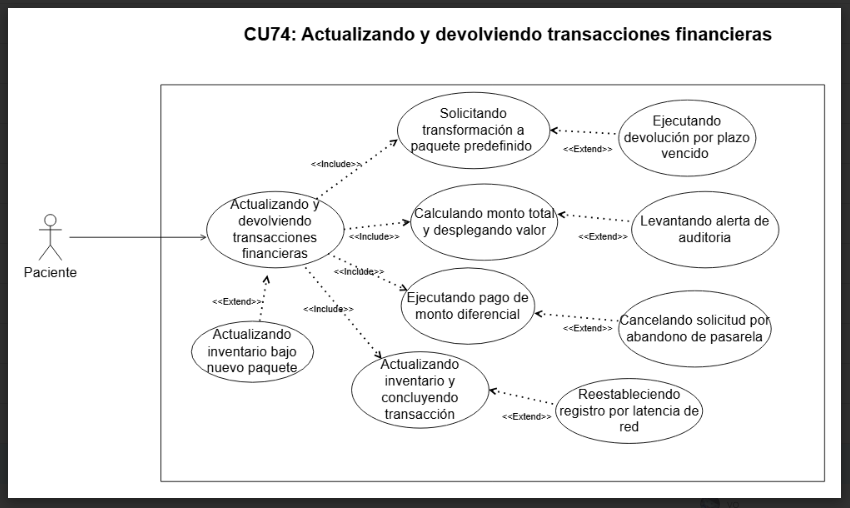 CU74: Actualizando y devolviendo transacciones financieras
Solicitando
transformación a
paquete predefinido
Ejecutando
devolución por plazo
vencido
<<Extend>>
<<Include>>
Actualizando y
devolviendo
transacciones
financieras
Calculando monto total
y desplegando valor
Levantando alerta de
auditoria
<<Include>>
<<Extend>>
Paciente
<<Include>>
Ejecutando pago de
monto diferencial
<<Extend>>
<<Include>>
Cancelando solicitud por
abandono de pasarela
<<Extend>>
Actualizando
inventario bajo
nuevo paquete
Actualizando
inventario y
concluyendo
transacción
Reestableciendo
registro por latencia de
red
<<Extend>>